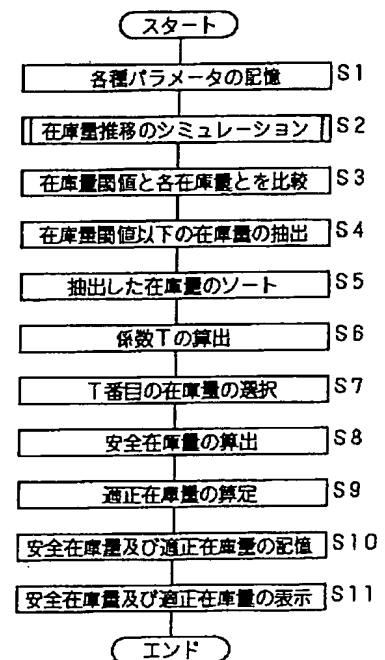 スタート
各種パラメータの記憶 S1
在庫量推移のシミュレーション S2
在庫量閾値と各在庫量とを比較 S3
在庫量閾値以下の在庫量の抽出 S4
抽出した在庫量のソート S5
係数Tの算出 S6
T番目の在庫量の選択 S7
安全在庫量の算出 S8
適正在庫量の算定 S9
安全在庫量及び適正在庫量の記憶 S10
安全在庫量及び適正在庫量の表示 S11
エンド